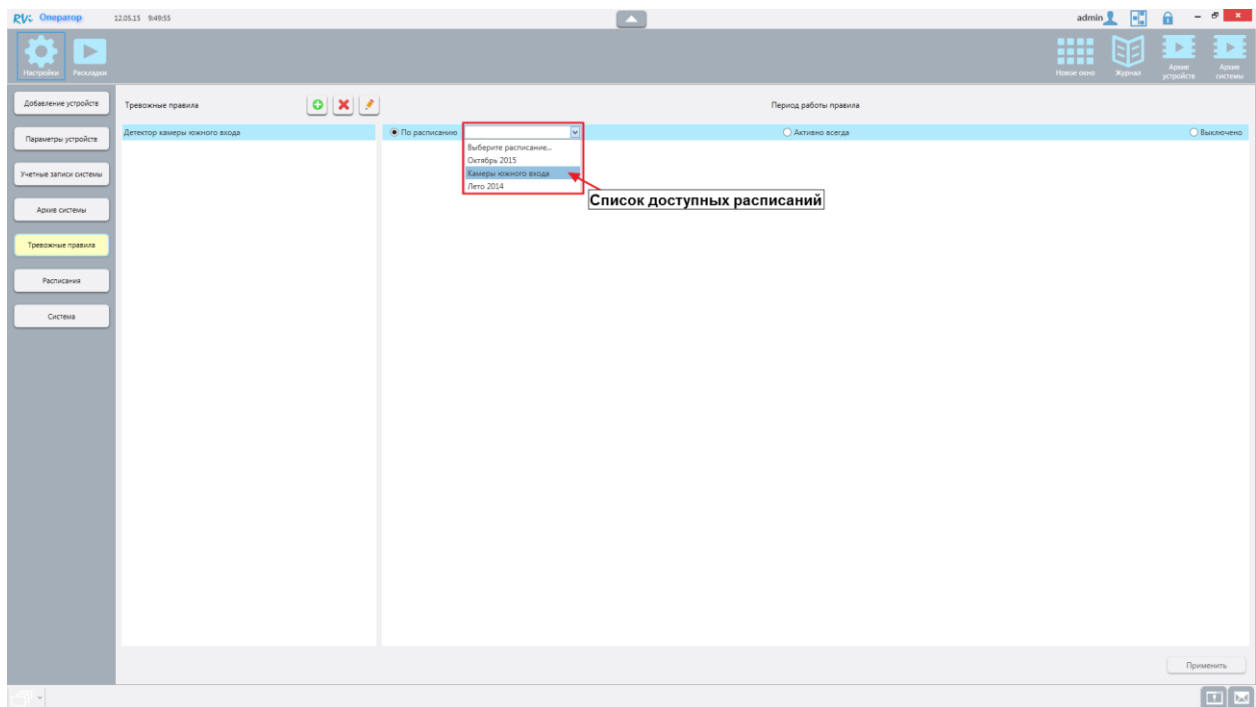 RVi Оператор 12.05.15 9:49:55 admin
Настройки Раскладки Новое окно Журнал Архив устройств Архив системы
Добавление устройств
Тревожные правила Период работы правила
Детектор камеры южного входа По расписанию Активно всегда Выключено
Параметры устройств
Выберите расписание...
Октябрь 2015
Учетные записи системы
Камеры южного входа
Лето 2014
Список доступных расписаний
Архив системы
Тревожные правила
Расписания
Система
Применить